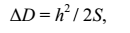 ΔD = h² / 2S,